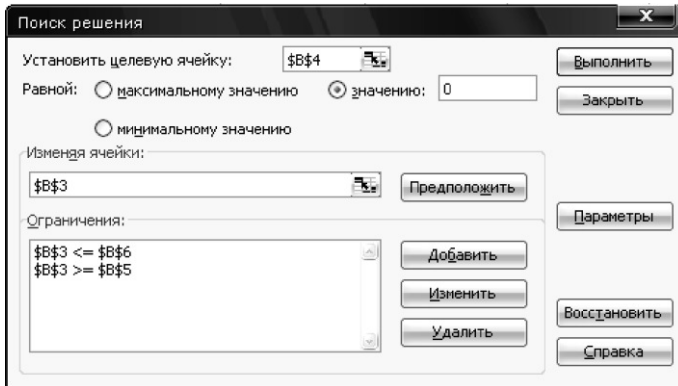 Поиск решения
x
Установить целевую ячейку: $B$4
Выполнить
Равной: максимальному значению значению: 0
Закрыть
минимальному значению
Изменяя ячейки:
$B$3 Предположить
Ограничения:
Параметры
$B$3 <= $B$6
$B$3 >= $B$5
Добавить
Изменить
Удалить
Восстановить
Справка